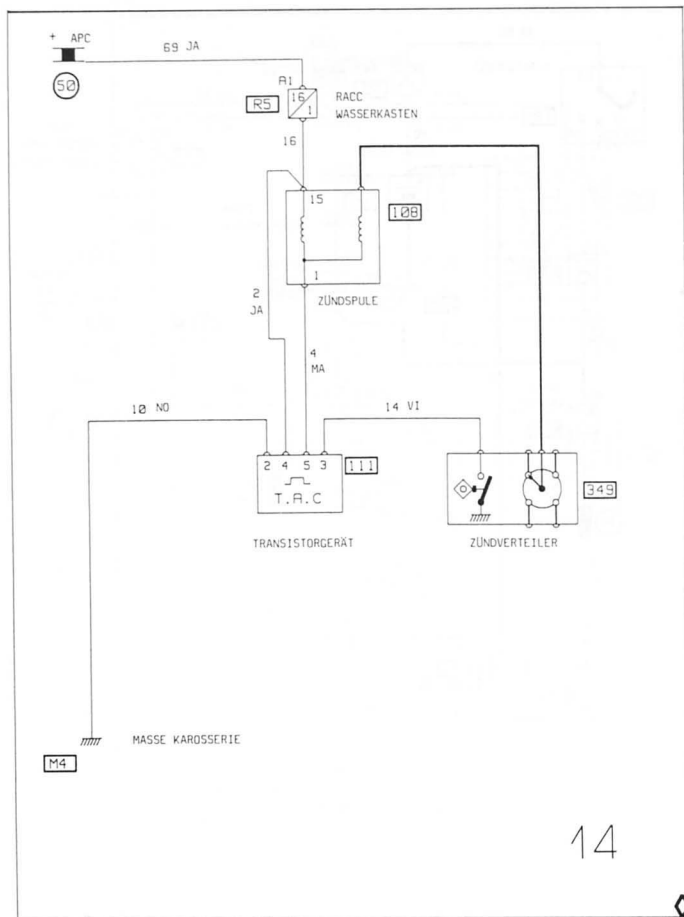 + APC
69 JA
50
A1
R5
16
1
RACC
WASSERKASTEN
16
15
108
1
2
JA
ZÜNDSPULE
4
MA
10 NO
14 VI
2 4 5 3
111
T.A.C
349
TRANSISTORGERÄT
ZÜNDVERTEILER
MASSE KAROSSERIE
M4
14